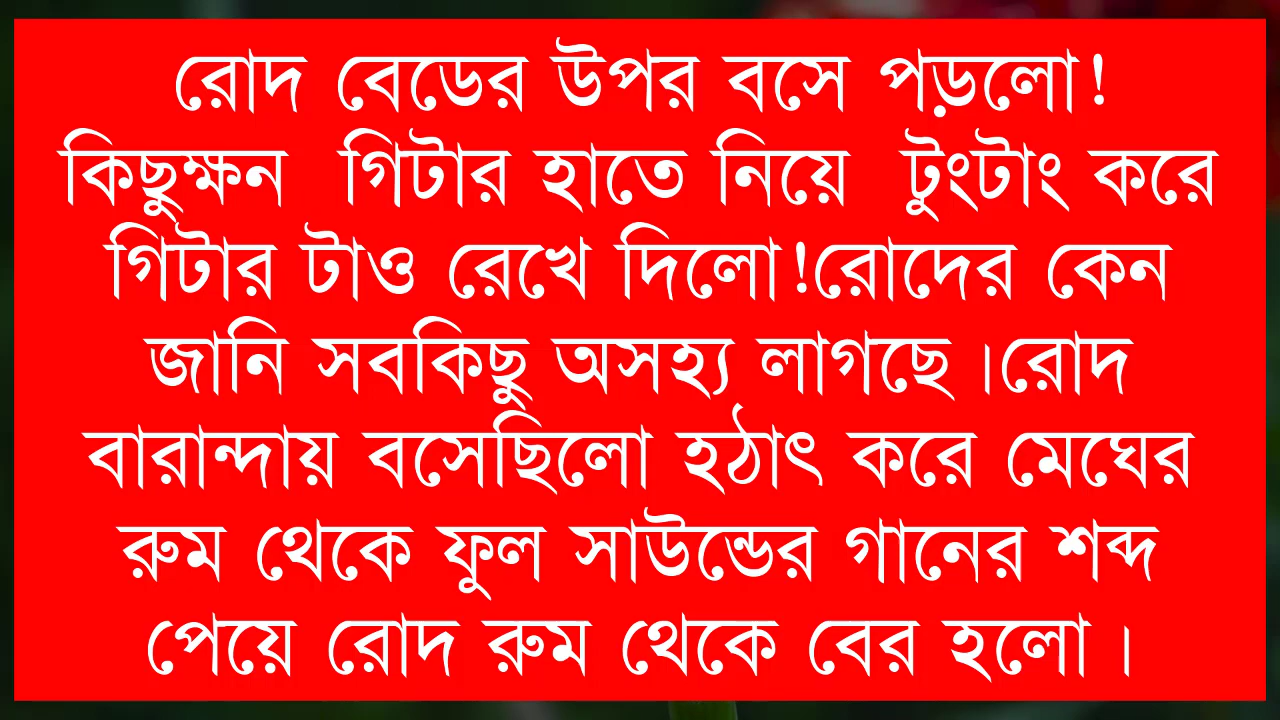 রোদ বেডের উপর বসে পড়লো!
কিছুক্ষন গিটার হাতে নিয়ে টুংটাং করে
গিটার টাও রেখে দিলো!রোদের কেন
জানি সবকিছু অসহ্য লাগছে।রোদ
বারান্দায় বসেছিলো হঠাৎ করে মেঘের
রুম থেকে ফুল সাউন্ডের গানের শব্দ
পেয়ে রোদ রুম থেকে বের হলো।